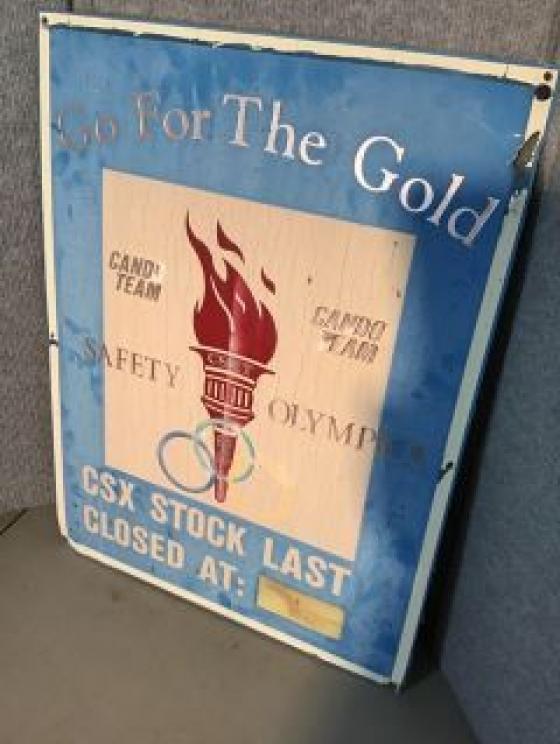 Go For The Gold
CANDO
TEAM
CANDO
TEAM
SAFETY
OLYMPICS
CSX STOCK LAST
CLOSED AT: